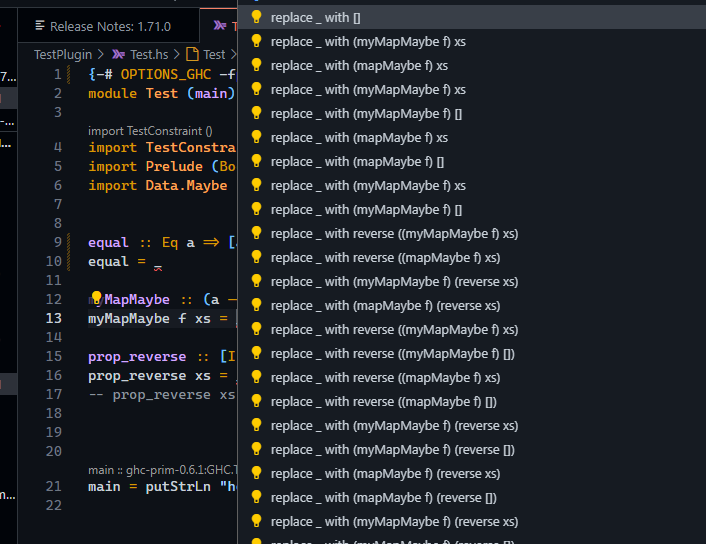 Release Notes: 1.71.0
TestPlugin > Test.hs > Test >
1 {-# OPTIONS_GHC -f
2 module Test (main)
3
import TestConstraint ()
4 import TestConstra
5 import Prelude (Bo
6 import Data.Maybe
7
8
9 equal :: Eq a => [
10 equal = _
11
12 myMapMaybe :: (a -
13 myMapMaybe f xs =
14
15 prop_reverse :: [I
16 prop_reverse xs =
17 -- prop_reverse xs
18
19
20
main :: ghc-prim-0.6.1:GHC.T
21 main = putStrLn "h
22
replace _ with []
replace _ with (myMapMaybe f) xs
replace _ with (mapMaybe f) xs
replace _ with (myMapMaybe f) xs
replace _ with (myMapMaybe f) []
replace _ with (mapMaybe f) xs
replace _ with (mapMaybe f) []
replace _ with (myMapMaybe f) xs
replace _ with (myMapMaybe f) []
replace _ with reverse ((myMapMaybe f) xs)
replace _ with reverse ((mapMaybe f) xs)
replace _ with (myMapMaybe f) (reverse xs)
replace _ with (mapMaybe f) (reverse xs)
replace _ with reverse ((myMapMaybe f) xs)
replace _ with reverse ((myMapMaybe f) [])
replace _ with reverse ((mapMaybe f) xs)
replace _ with reverse ((mapMaybe f) [])
replace _ with (myMapMaybe f) (reverse xs)
replace _ with (myMapMaybe f) (reverse [])
replace _ with (mapMaybe f) (reverse xs)
replace _ with (mapMaybe f) (reverse [])
replace _ with (myMapMaybe f) (reverse xs)
replace _ with (myMapMaybe f) (reverse [])